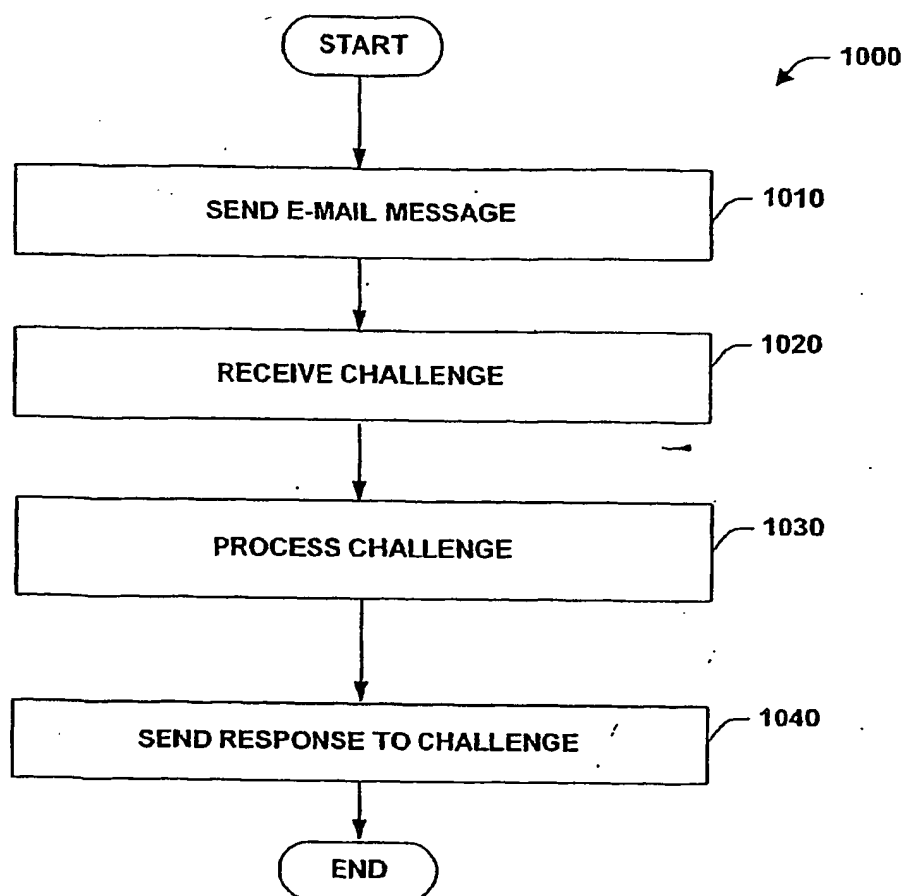 START
1000
SEND E-MAIL MESSAGE
1010
RECEIVE CHALLENGE
1020
PROCESS CHALLENGE
1030
SEND RESPONSE TO CHALLENGE
1040
END